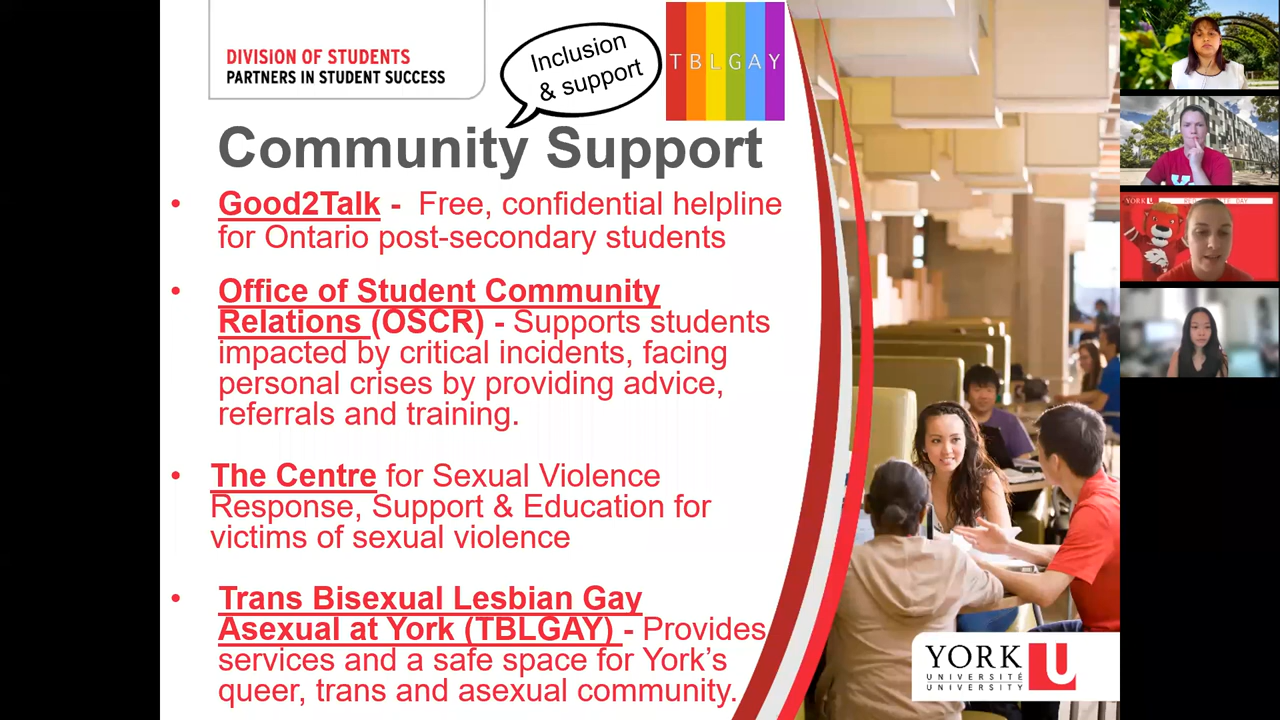 DIVISION OF STUDENTS
PARTNERS IN STUDENT SUCCESS
Inclusion
& support
TBLGAY
Community Support
• Good2Talk - Free, confidential helpline
for Ontario post-secondary students
• Office of Student Community
Relations (OSCR) - Supports students
impacted by critical incidents, facing
personal crises by providing advice,
referrals and training.
• The Centre for Sexual Violence
Response, Support & Education for
victims of sexual violence
• Trans Bisexual Lesbian Gay
Asexual at York (TBLGAY) - Provides
services and a safe space for York's
queer, trans and asexual community.
YORK U
UNIVERSITÉ
UNIVERSITY
YORK U